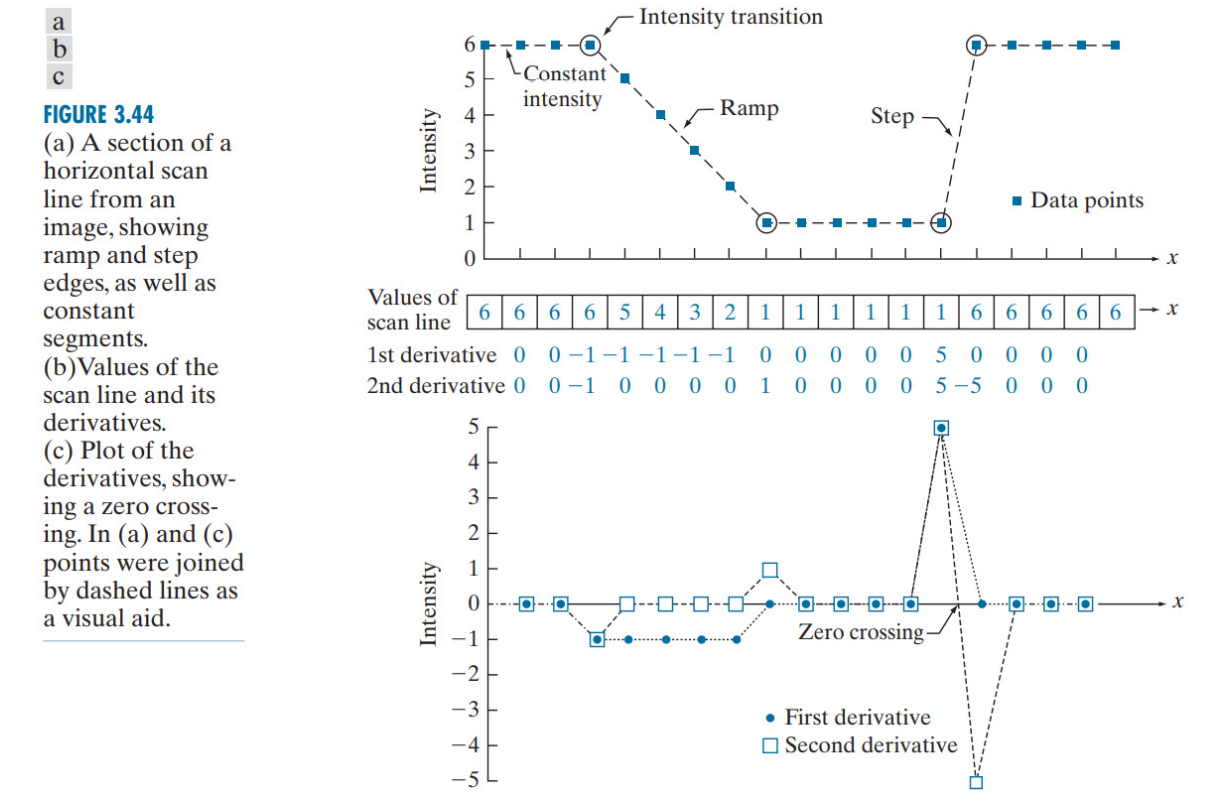 a
b
c
FIGURE 3.44
(a) A section of a
horizontal scan
line from an
image, showing
ramp and step
edges, as well as
constant
segments.
(b)Values of the
scan line and its
derivatives.
(c) Plot of the
derivatives, show-
ing a zero cross-
ing. In (a) and (c)
points were joined
by dashed lines as
a visual aid.
Intensity transition
6
Constant
intensity
5
4
Ramp
Step
3
2
Data points
1
0
x
Intensity
Values of
scan line
6 6 6 6 5 4 3 2 1 1 1 1 1 1 6 6 6 6 6
x
1st derivative 0 0 −1 −1 −1 −1 −1 0 0 0 0 0 5 0 0 0 0
2nd derivative 0 0 −1 0 0 0 0 1 0 0 0 0 5 −5 0 0 0
5
4
3
2
1
0
x
Zero crossing
−1
−2
−3
First derivative
−4
Second derivative
−5
Intensity